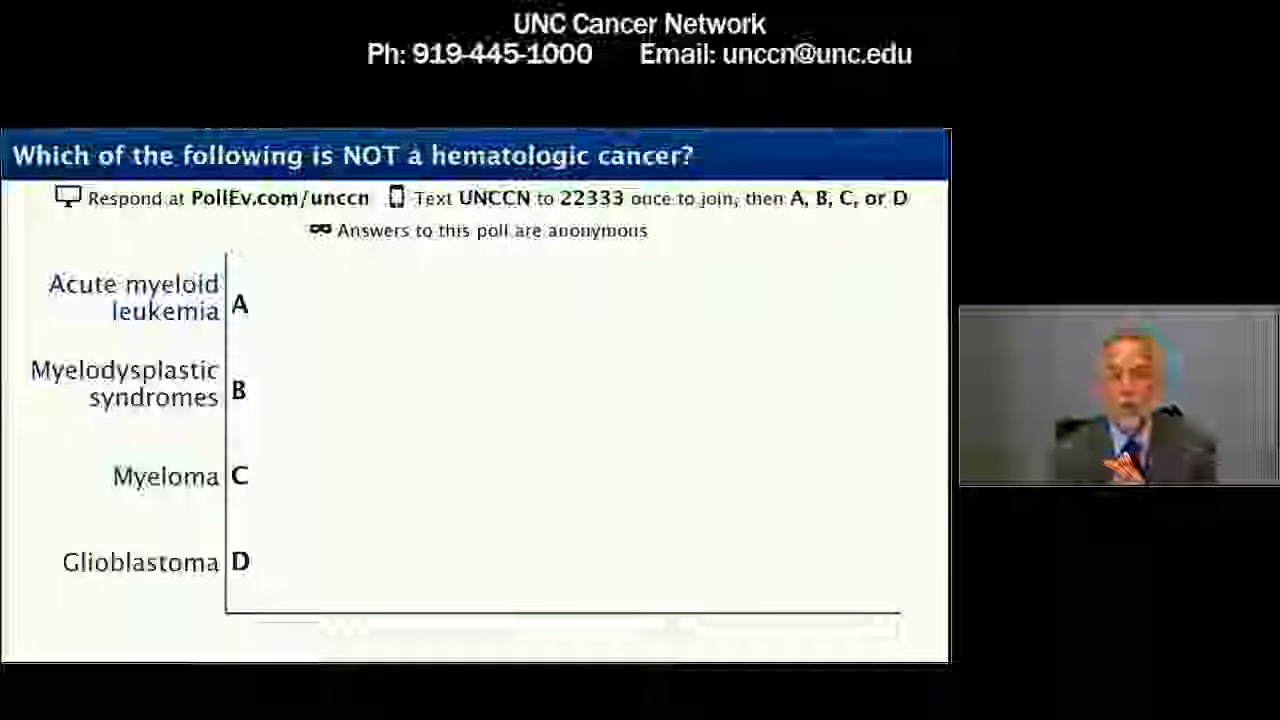 UNC Cancer Network
Ph: 919-445-1000 Email: unccn@unc.edu
Which of the following is NOT a hematologic cancer?
Respond at PollEv.com/unccn Text UNCCN to 22333 once to join, then A, B, C, or D
Answers to this poll are anonymous
Acute myeloid
leukemia A
Myelodysplastic
syndromes B
Myeloma C
Glioblastoma D